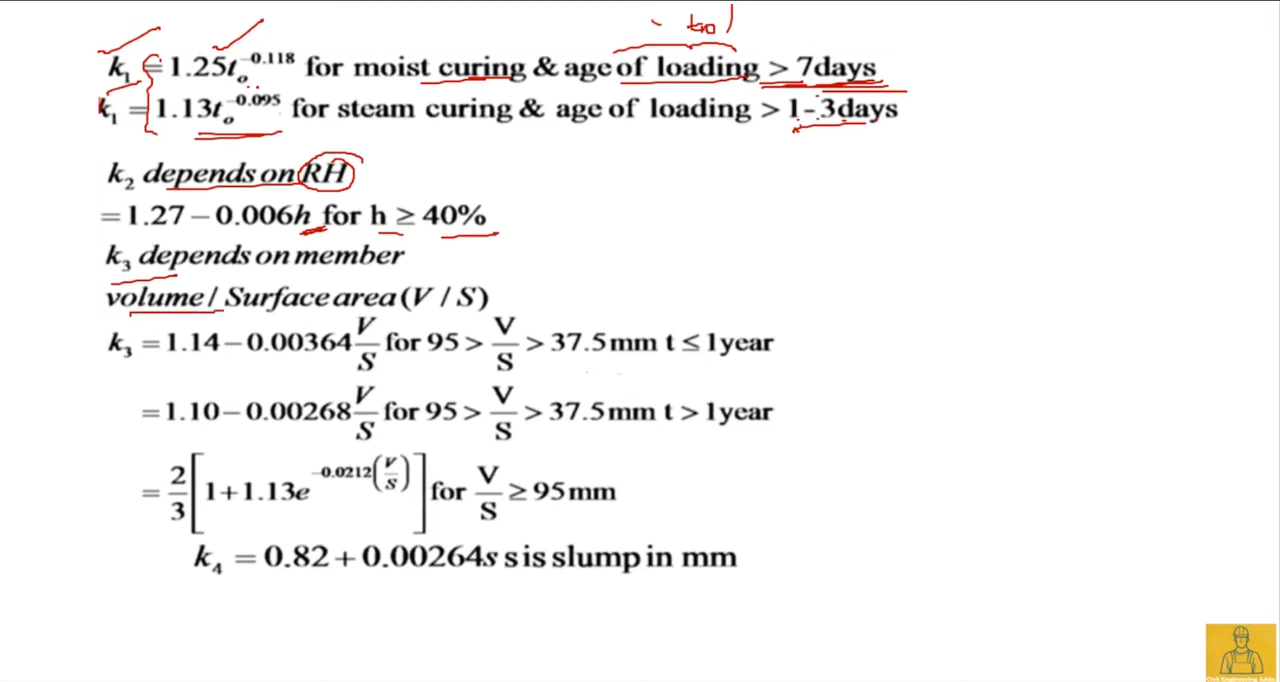 k₁ = 1.25tₒ^-0.118 for moist curing & age of loading > 7days
k₁ = 1.13tₒ^-0.095 for steam curing & age of loading > 1-3days
k₂ depends on RH
= 1.27 - 0.006h for h ≥ 40%
k₃ depends on member
volume / Surface area (V / S)
k₃ = 1.14 - 0.00364 V/S for 95 > V/S > 37.5mm t ≤ 1year
= 1.10 - 0.00268 V/S for 95 > V/S > 37.5mm t > 1year
= 2/3 [1 + 1.13e^-0.0212(V/S)] for V/S ≥ 95mm
k₄ = 0.82 + 0.00264s s is slump in mm